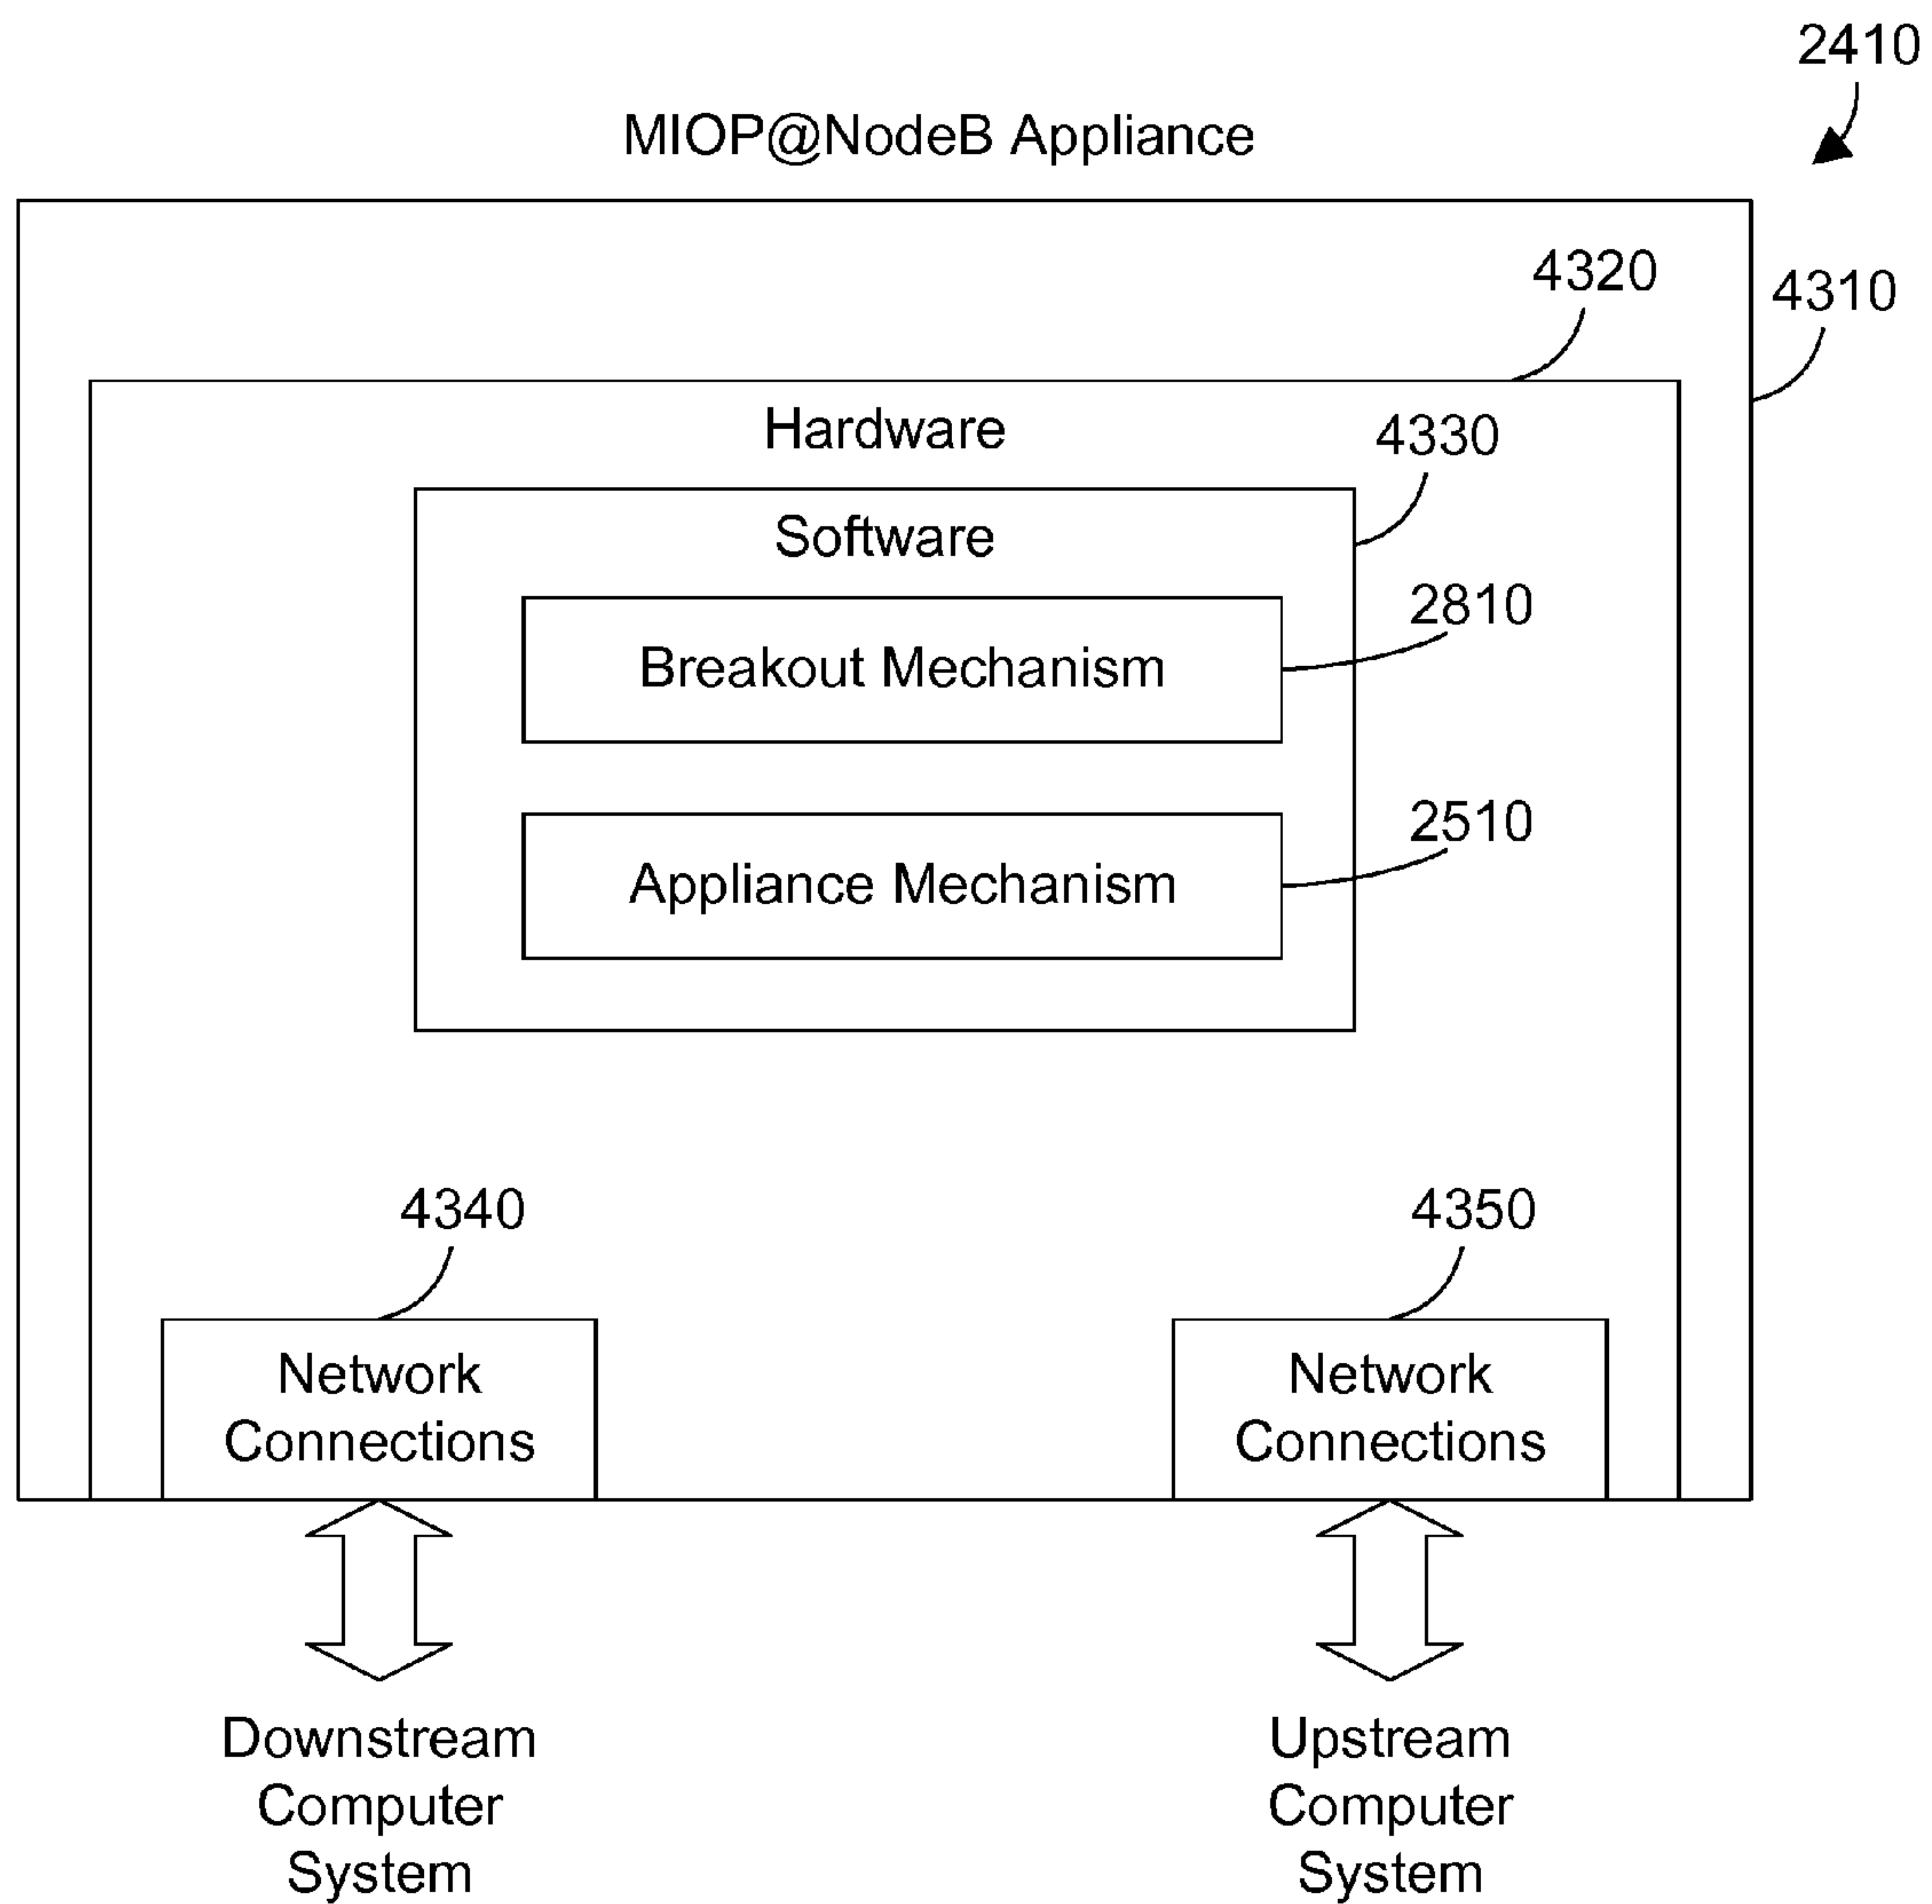 2410
MIOP@NodeB Appliance
4320
4310
Hardware
4330
Software
2810
Breakout Mechanism
2510
Appliance Mechanism
4340
4350
Network
Connections
Network
Connections
Downstream
Computer
System
Upstream
Computer
System